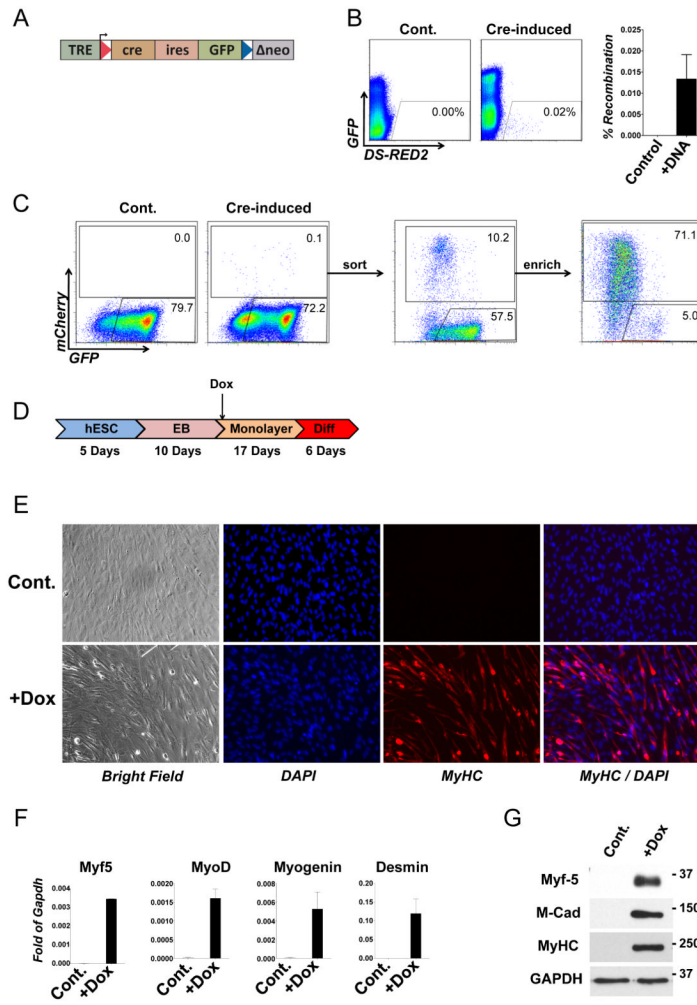 A
TRE cre ires GFP Δneo
B
Cont. Cre-induced
0.00% 0.02%
GFP
DS-RED2
% Recombination
0.025
0.020
0.015
0.010
0.005
0.000
Control +DNA
C
Cont. Cre-induced
0.0 0.1 10.2 71.1
sort enrich
79.7 72.2 57.5 5.0
mCherry
GFP
D
Dox
hESC EB Monolayer Diff
5 Days 10 Days 17 Days 6 Days
E
Cont.
+Dox
Bright Field DAPI MyHC MyHC / DAPI
F
Myf5 MyoD Myogenin Desmin
Fold of Gapdh
0.004 0.0020 0.008 0.20
0.003 0.0015 0.006 0.15
0.002 0.0010 0.004 0.10
0.001 0.0005 0.002 0.05
0.000 0.0000 0.000 0.00
Cont. +Dox Cont. +Dox Cont. +Dox Cont. +Dox
G
Cont. +Dox
Myf-5 - 37
M-Cad - 150
MyHC - 250
GAPDH - 37